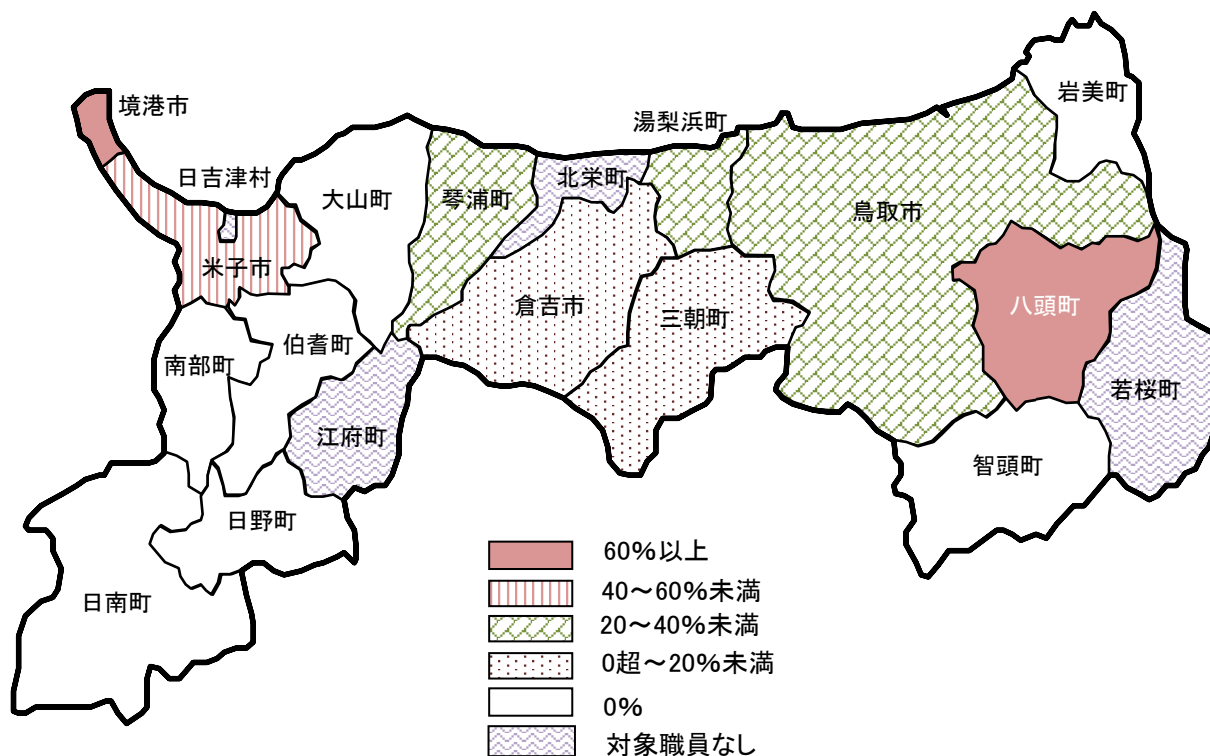 境港市
岩美町
湯梨浜町
日吉津村
北栄町
大山町
琴浦町
鳥取市
米子市
倉吉市
三朝町
八頭町
伯耆町
南部町
若桜町
江府町
智頭町
日野町
日南町
60%以上
40～60%未満
20～40%未満
0超～20%未満
0%
対象職員なし